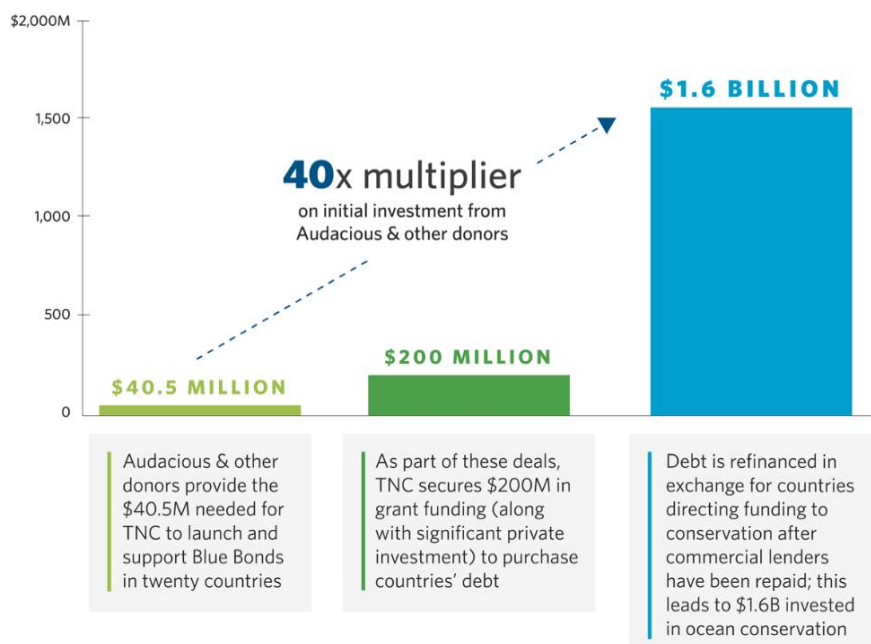 $2,000M
1,500
1,000
500
0
$1.6 BILLION
40x multiplier
on initial investment from
Audacious & other donors
$200 MILLION
$40.5 MILLION
Audacious & other
donors provide the
$40.5M needed for
TNC to launch and
support Blue Bonds
in twenty countries
As part of these deals,
TNC secures $200M in
grant funding (along
with significant private
investment) to purchase
countries’ debt
Debt is refinanced in
exchange for countries
directing funding to
conservation after
commercial lenders
have been repaid; this
leads to $1.6B invested
in ocean conservation